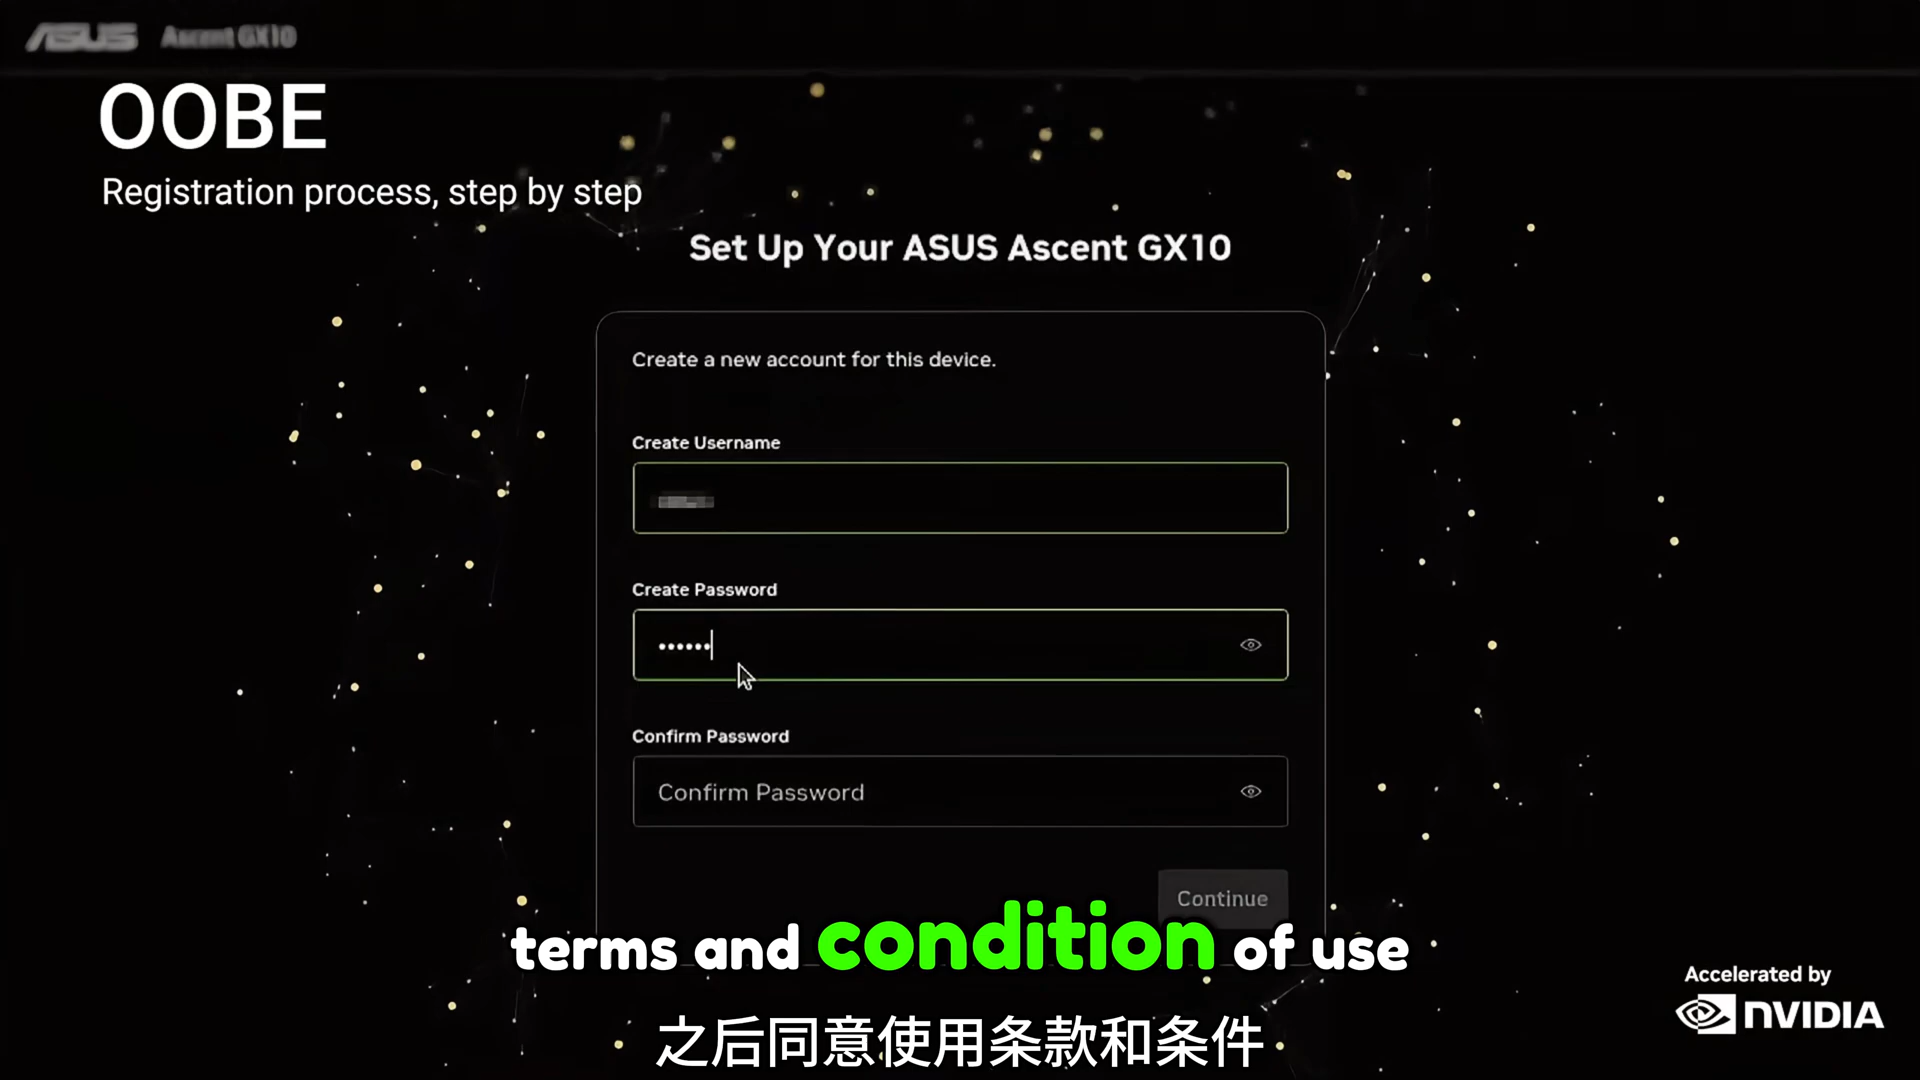 ASUS Ascent GX10
OOBE
Registration process, step by step
Set Up Your ASUS Ascent GX10
Create a new account for this device.
Create Username
Create Password
••••••
Confirm Password
Confirm Password
Continue
terms and condition of use
之后同意使用条款和条件
Accelerated by
NVIDIA